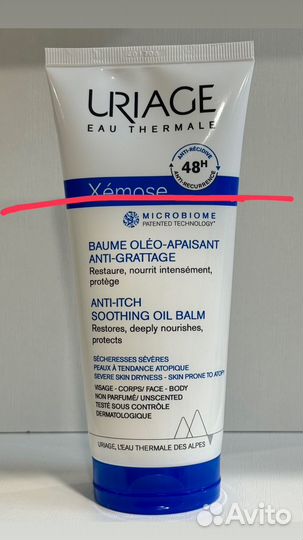 URIAGE
EAU THERMALE
ANTI-RÉCIDIVE
48H
ANTI-RECURRENCE
Xémose
MICROBIOME
PATENTED TECHNOLOGY*
BAUME OLÉO-APAISANT
ANTI-GRATTAGE
Restaure, nourrit intensément,
protège
ANTI-ITCH
SOOTHING OIL BALM
Restores, deeply nourishes,
protects
SÉCHERESSES SÉVÈRES
PEAUX À TENDANCE ATOPIQUE
SEVERE SKIN DRYNESS - SKIN PRONE TO ATOPY
VISAGE - CORPS/ FACE - BODY
NON PARFUMÉ/ UNSCENTED
TESTÉ SOUS CONTRÔLE
DERMATOLOGIQUE
URIAGE, L'EAU THERMALE DES ALPES
Avito